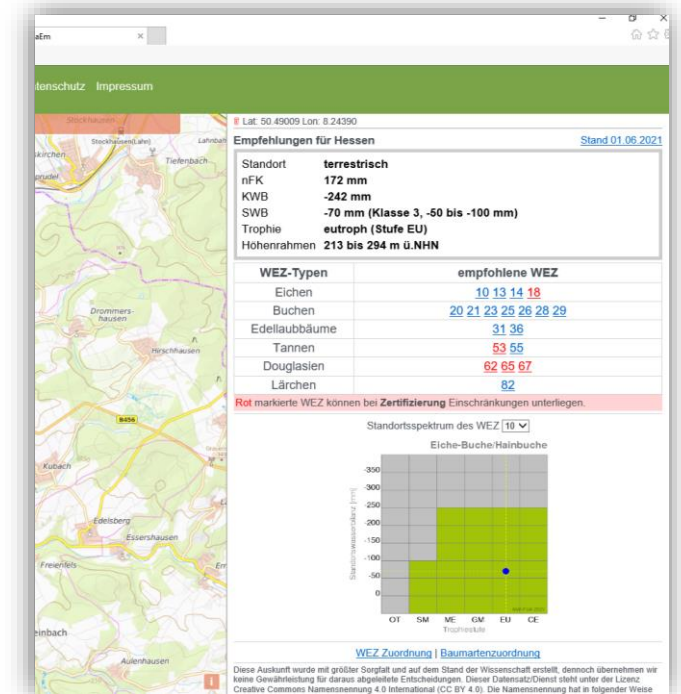 aEm ×
tenschutz Impressum
Lat: 50.49009 Lon: 8.24390
Empfehlungen für Hessen Stand 01.06.2021
Standort terrestrisch
nFK 172 mm
KWB -242 mm
SWB -70 mm (Klasse 3, -50 bis -100 mm)
Trophie eutroph (Stufe EU)
Höhenrahmen 213 bis 294 m ü.NHN
WEZ-Typen empfohlene WEZ
Eichen 10 13 14 18
Buchen 20 21 23 25 26 28 29
Edellaubbäume 31 36
Tannen 53 55
Douglasien 62 65 67
Lärchen 82
Rot markierte WEZ können bei Zertifizierung Einschränkungen unterliegen.
Standortsspektrum des WEZ 10
Eiche-Buche/Hainbuche
Standortswasserbilanz [mm]
-350
-300
-250
-200
-150
-100
-50
0
OT SM ME GM EU CE
Trophiestufe
WEZ Zuordnung | Baumartenzuordnung
Diese Auskunft wurde mit größter Sorgfalt und auf dem Stand der Wissenschaft erstellt, dennoch übernehmen wir
keine Gewährleistung für daraus abgeleitete Entscheidungen. Dieser Datensatz/Dienst steht unter der Lizenz
Creative Commons Namensnennung 4.0 International (CC BY 4.0). Die Namensnennung hat in folgender Weise
Stockhausen
Stockhausen(Lahn)
Lahnbah
skirchen
Tiefenbach
prudel
Drommers-
hausen
Hirschhausen
B456
Kubach
Edelsberg
Essershausen
Freienfels
Er
einbach
Aulenhausen
i